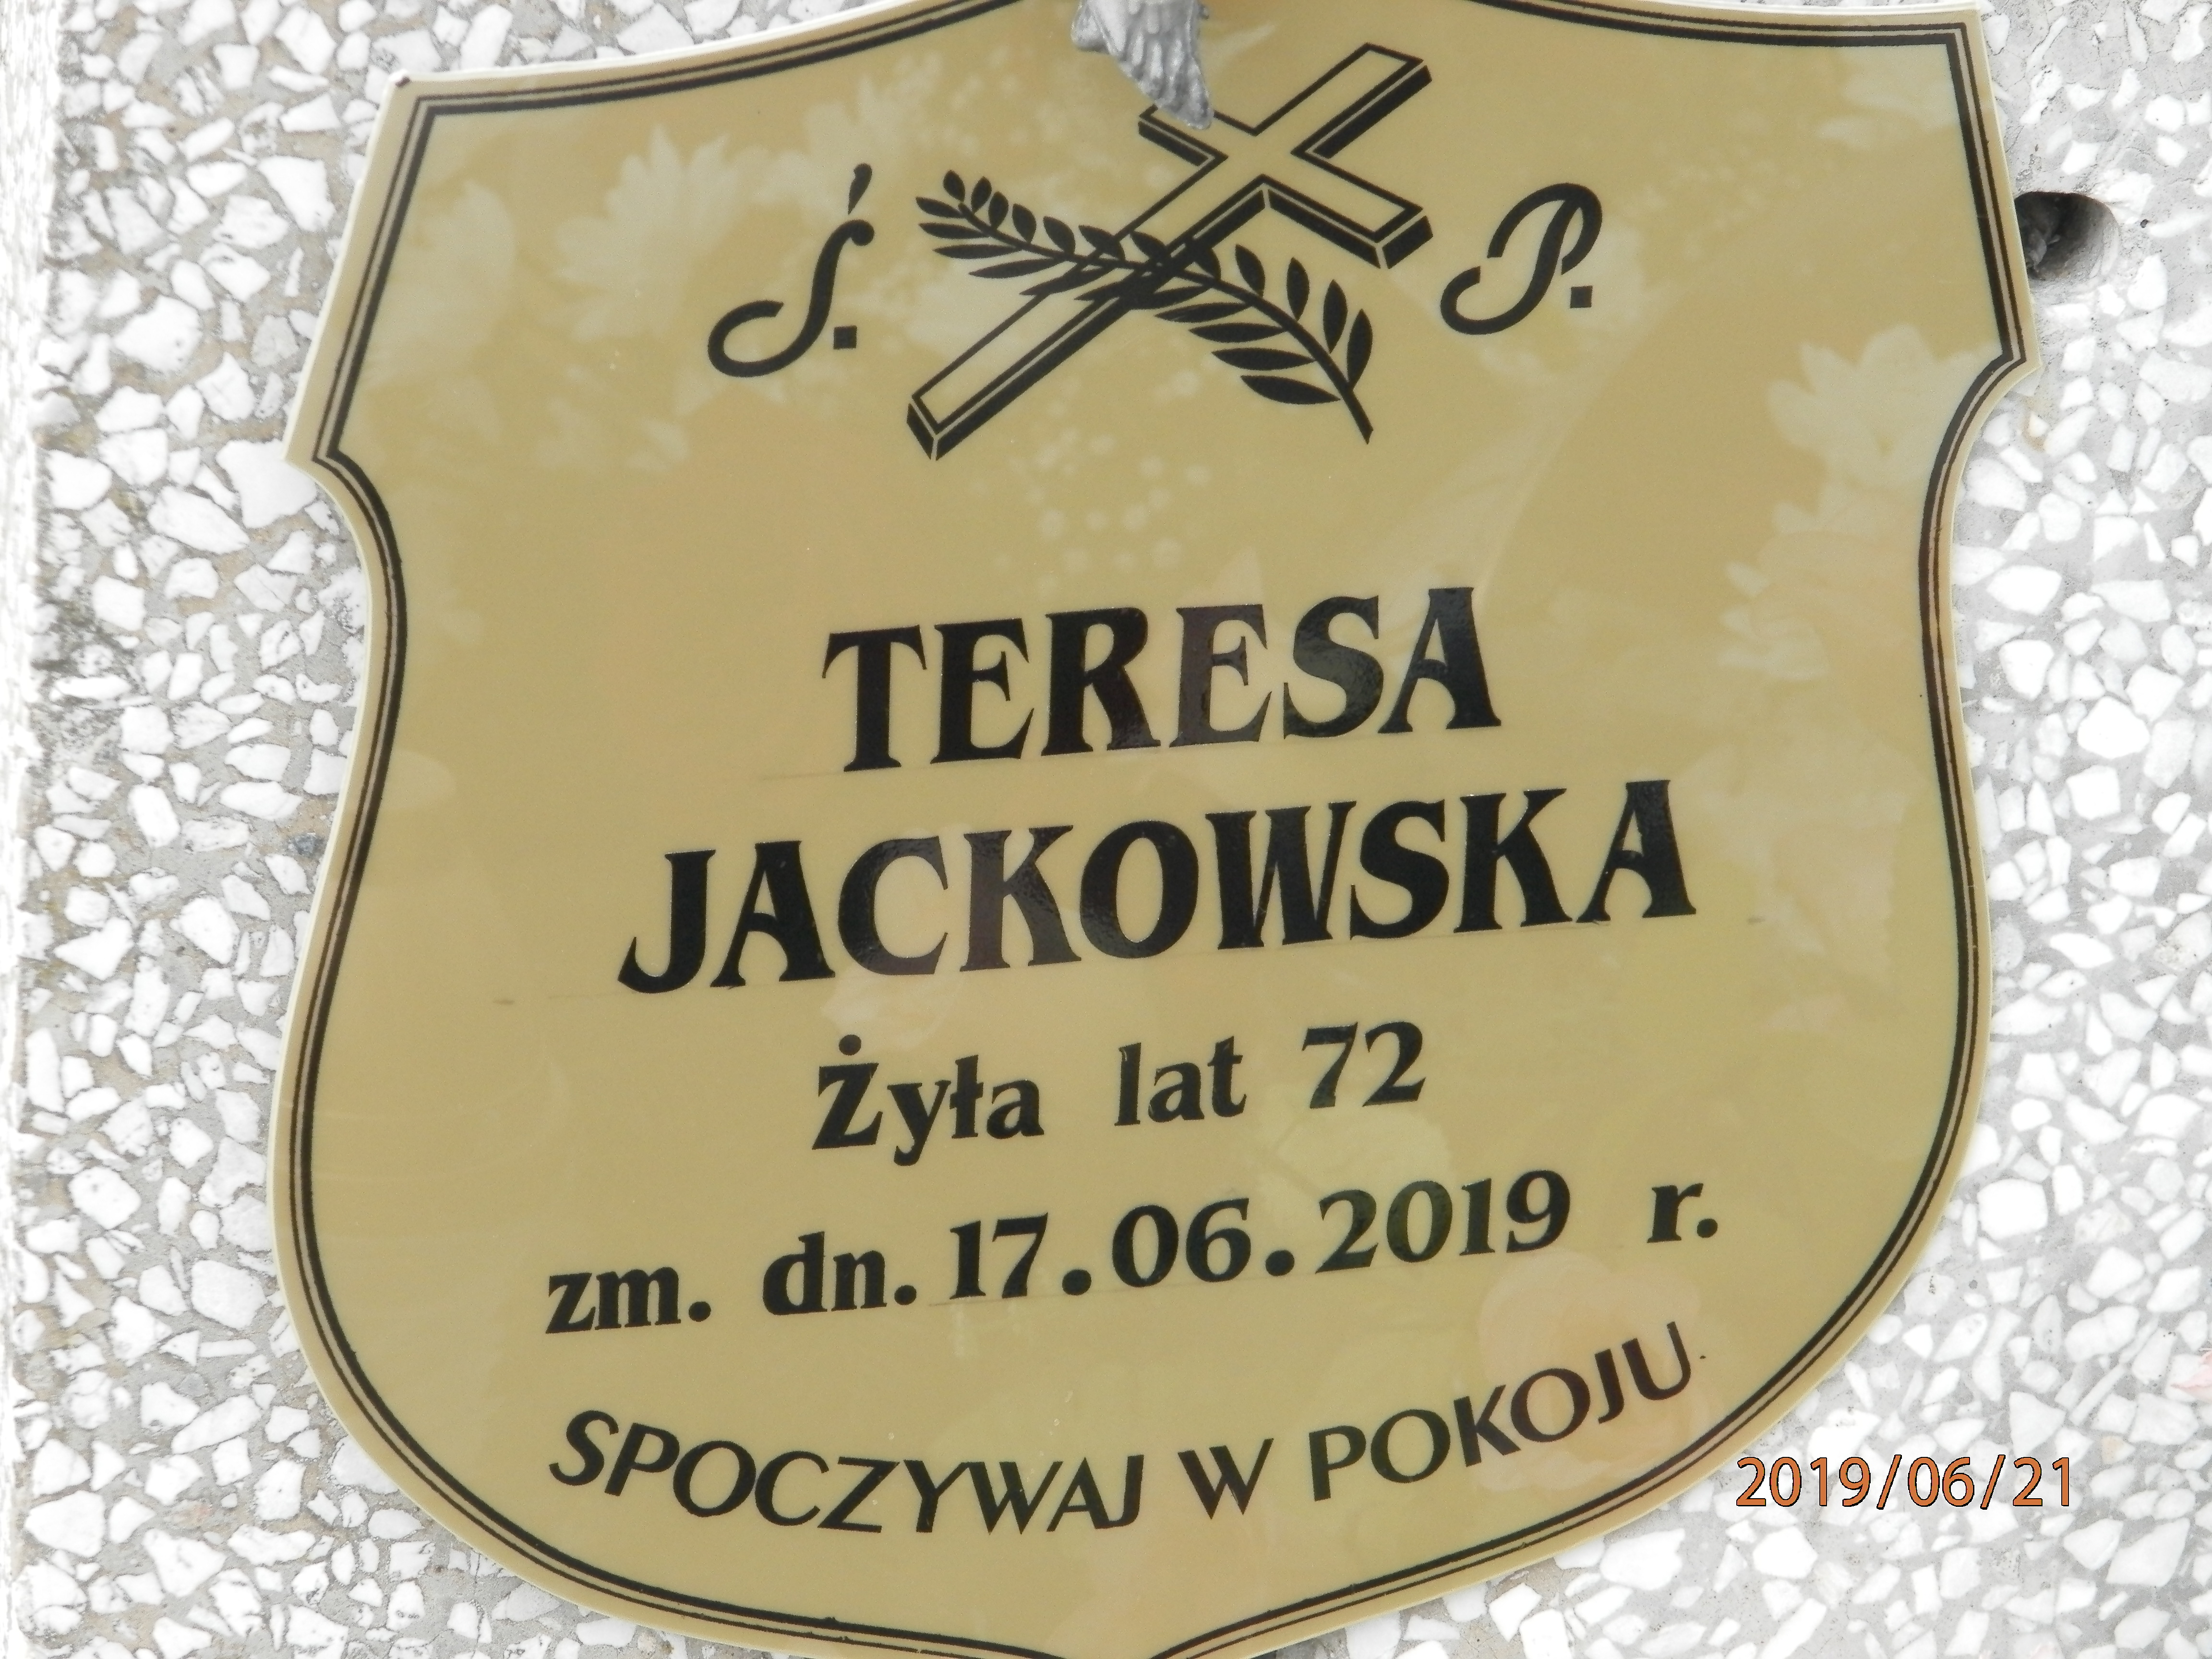 Ś. P.
TERESA
JACKOWSKA
Żyła lat 72
zm. dn. 17.06.2019 r.
SPOCZYWAJ W POKOJU
2019/06/21